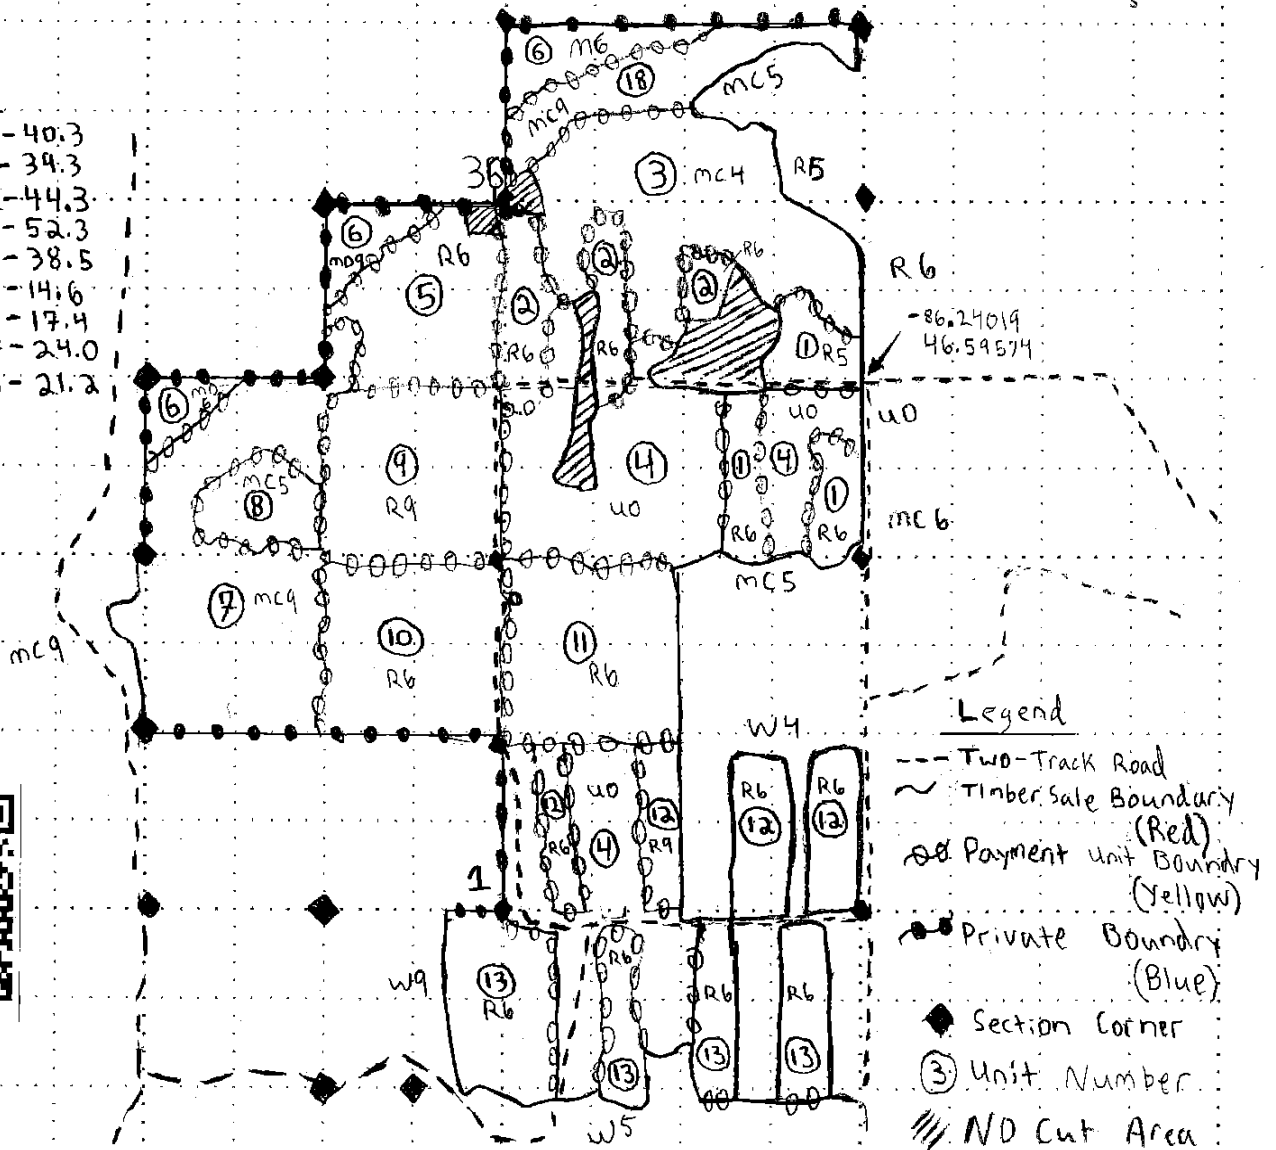 - 40.3
- 39.3
- 44.3
- 52.3
- 38.5
- 14.6
- 17.4
- 24.0
- 21.2
6 M6
18
MC9
MC5
36
3 MC4
R5
6
MD9
R6
5
2
R6
2
R6
2
R6
1 R5
R6
-86.24019
46.59574
6
UO
UO
9
R9
4
UO
1
R6
4
1
R6
MC6
MC5
8
MC5
7 MC9
MC9
10
R6
11
R6
W4
12
R6
UO
4
12
R9
R6
12
R6
12
1
W9
13
R6
R6
13
R6
13
R6
13
W5
Legend
--- Two-Track Road
Timber Sale Boundary
(Red)
Payment Unit Boundry
(Yellow)
Private Boundry
(Blue)
Section Corner
3 Unit Number
NO Cut Area